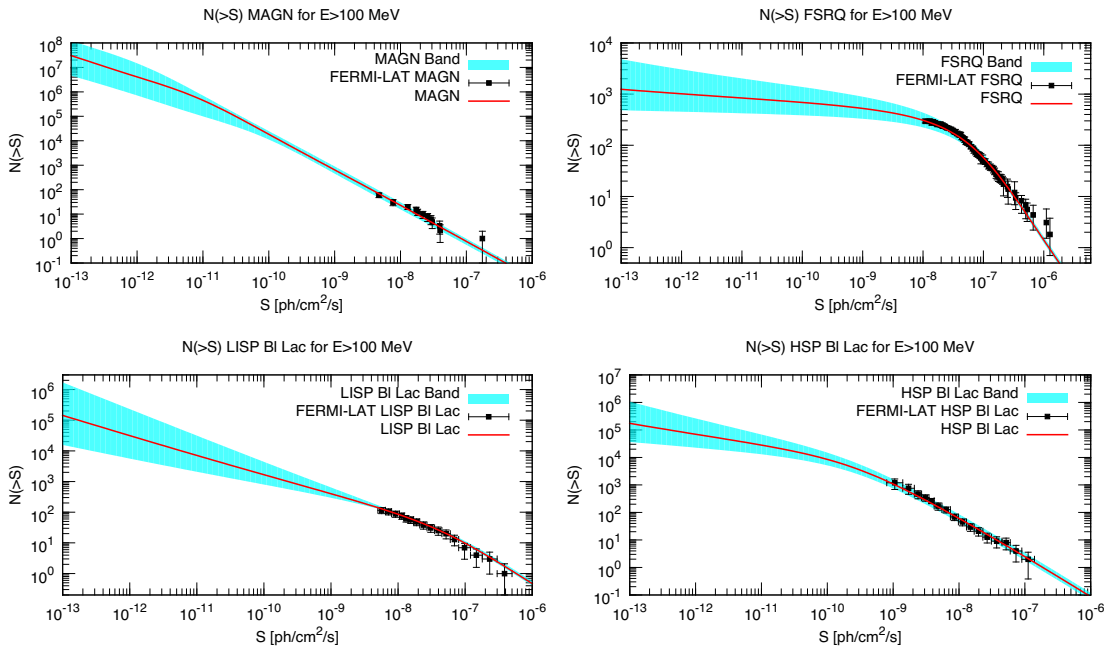 N(>S) MAGN for E>100 MeV
N(>S)
10^8
10^7
10^6
10^5
10^4
10^3
10^2
10^1
10^0
10^-1
MAGN Band
FERMI-LAT MAGN
MAGN
10^-13 10^-12 10^-11 10^-10 10^-9 10^-8 10^-7 10^-6
S [ph/cm^2/s]
N(>S) FSRQ for E>100 MeV
N(>S)
10^4
10^3
10^2
10^1
10^0
FSRQ Band
FERMI-LAT FSRQ
FSRQ
10^-13 10^-12 10^-11 10^-10 10^-9 10^-8 10^-7 10^-6
S [ph/cm^2/s]
N(>S) LISP Bl Lac for E>100 MeV
N(>S)
10^6
10^5
10^4
10^3
10^2
10^1
10^0
LISP Bl Lac Band
FERMI-LAT LISP Bl Lac
LISP Bl Lac
10^-13 10^-12 10^-11 10^-10 10^-9 10^-8 10^-7 10^-6
S [ph/cm^2/s]
N(>S) HSP Bl Lac for E>100 MeV
N(>S)
10^7
10^6
10^5
10^4
10^3
10^2
10^1
10^0
10^-1
HSP Bl Lac Band
FERMI-LAT HSP Bl Lac
HSP Bl Lac
10^-13 10^-12 10^-11 10^-10 10^-9 10^-8 10^-7 10^-6
S [ph/cm^2/s]